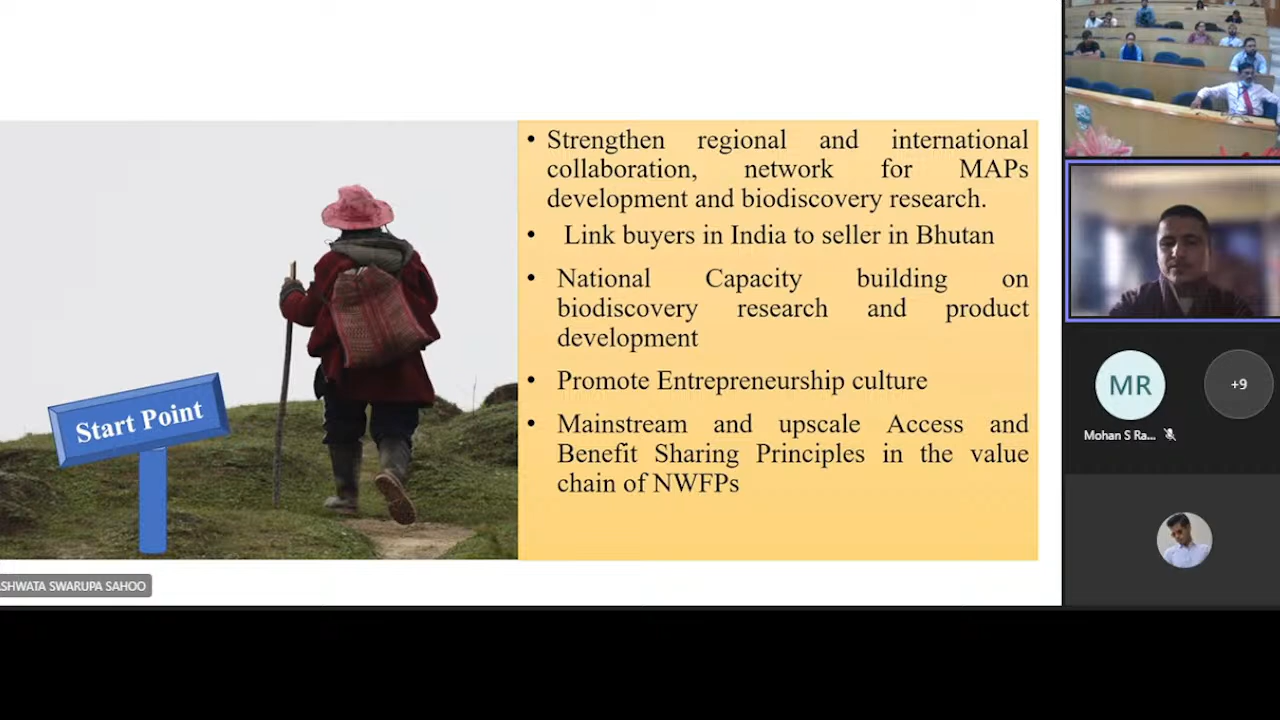 Start Point
• Strengthen regional and international
collaboration, network for MAPs
development and biodiscovery research.
• Link buyers in India to seller in Bhutan
• National Capacity building on
biodiscovery research and product
development
• Promote Entrepreneurship culture
• Mainstream and upscale Access and
Benefit Sharing Principles in the value
chain of NWFPs
SHWATA SWARUPA SAHOO
MR
+9
Mohan S Ra...